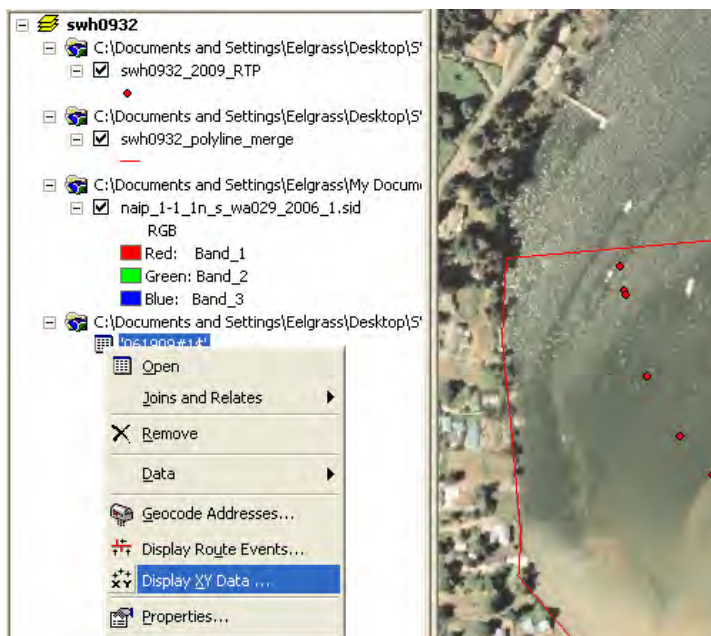 swh0932
C:\Documents and Settings\Eelgrass\Desktop\S
swh0932_2009_RTP
C:\Documents and Settings\Eelgrass\Desktop\S
swh0932_polyline_merge
C:\Documents and Settings\Eelgrass\My Docum
naip_1-1_1n_s_wa029_2006_1.sid
RGB
Red: Band_1
Green: Band_2
Blue: Band_3
C:\Documents and Settings\Eelgrass\Desktop\S
Open
Joins and Relates
Remove
Data
Geocode Addresses...
Display Route Events...
Display XY Data ...
Properties...